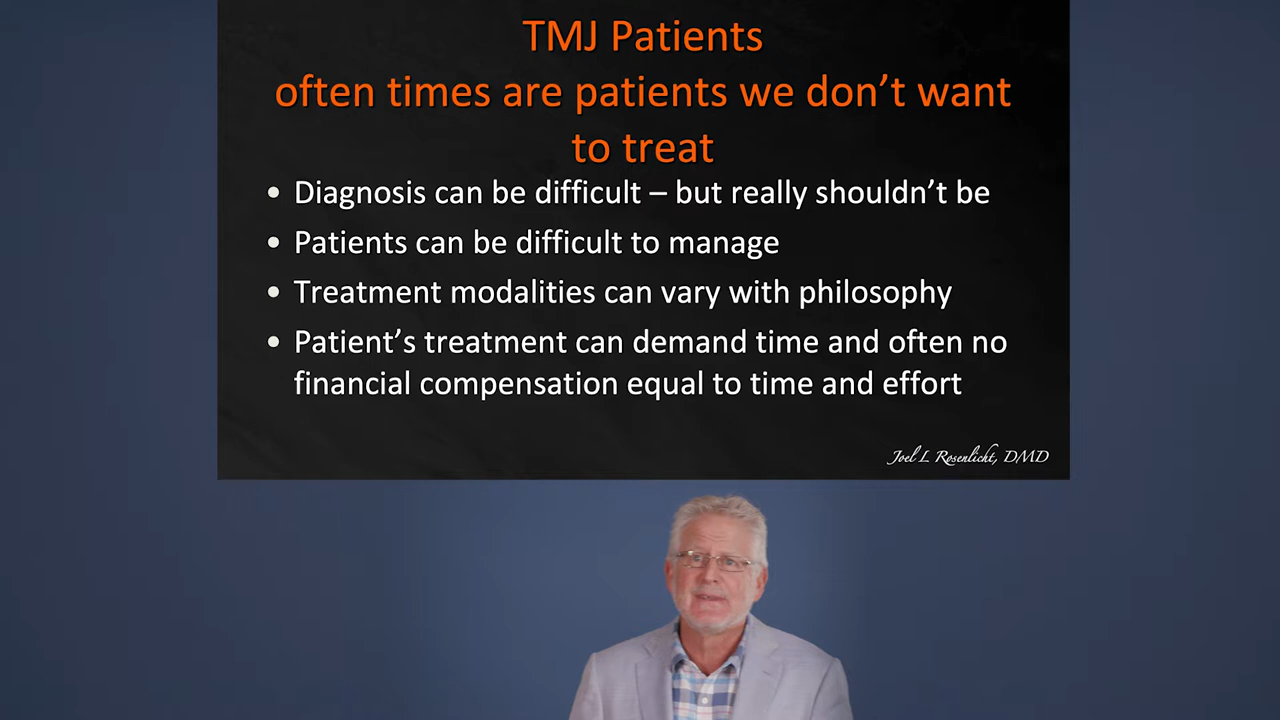 TMJ Patients
often times are patients we don’t want
to treat
• Diagnosis can be difficult – but really shouldn’t be
• Patients can be difficult to manage
• Treatment modalities can vary with philosophy
• Patient’s treatment can demand time and often no
financial compensation equal to time and effort
Joel L Rosenlicht, DMD